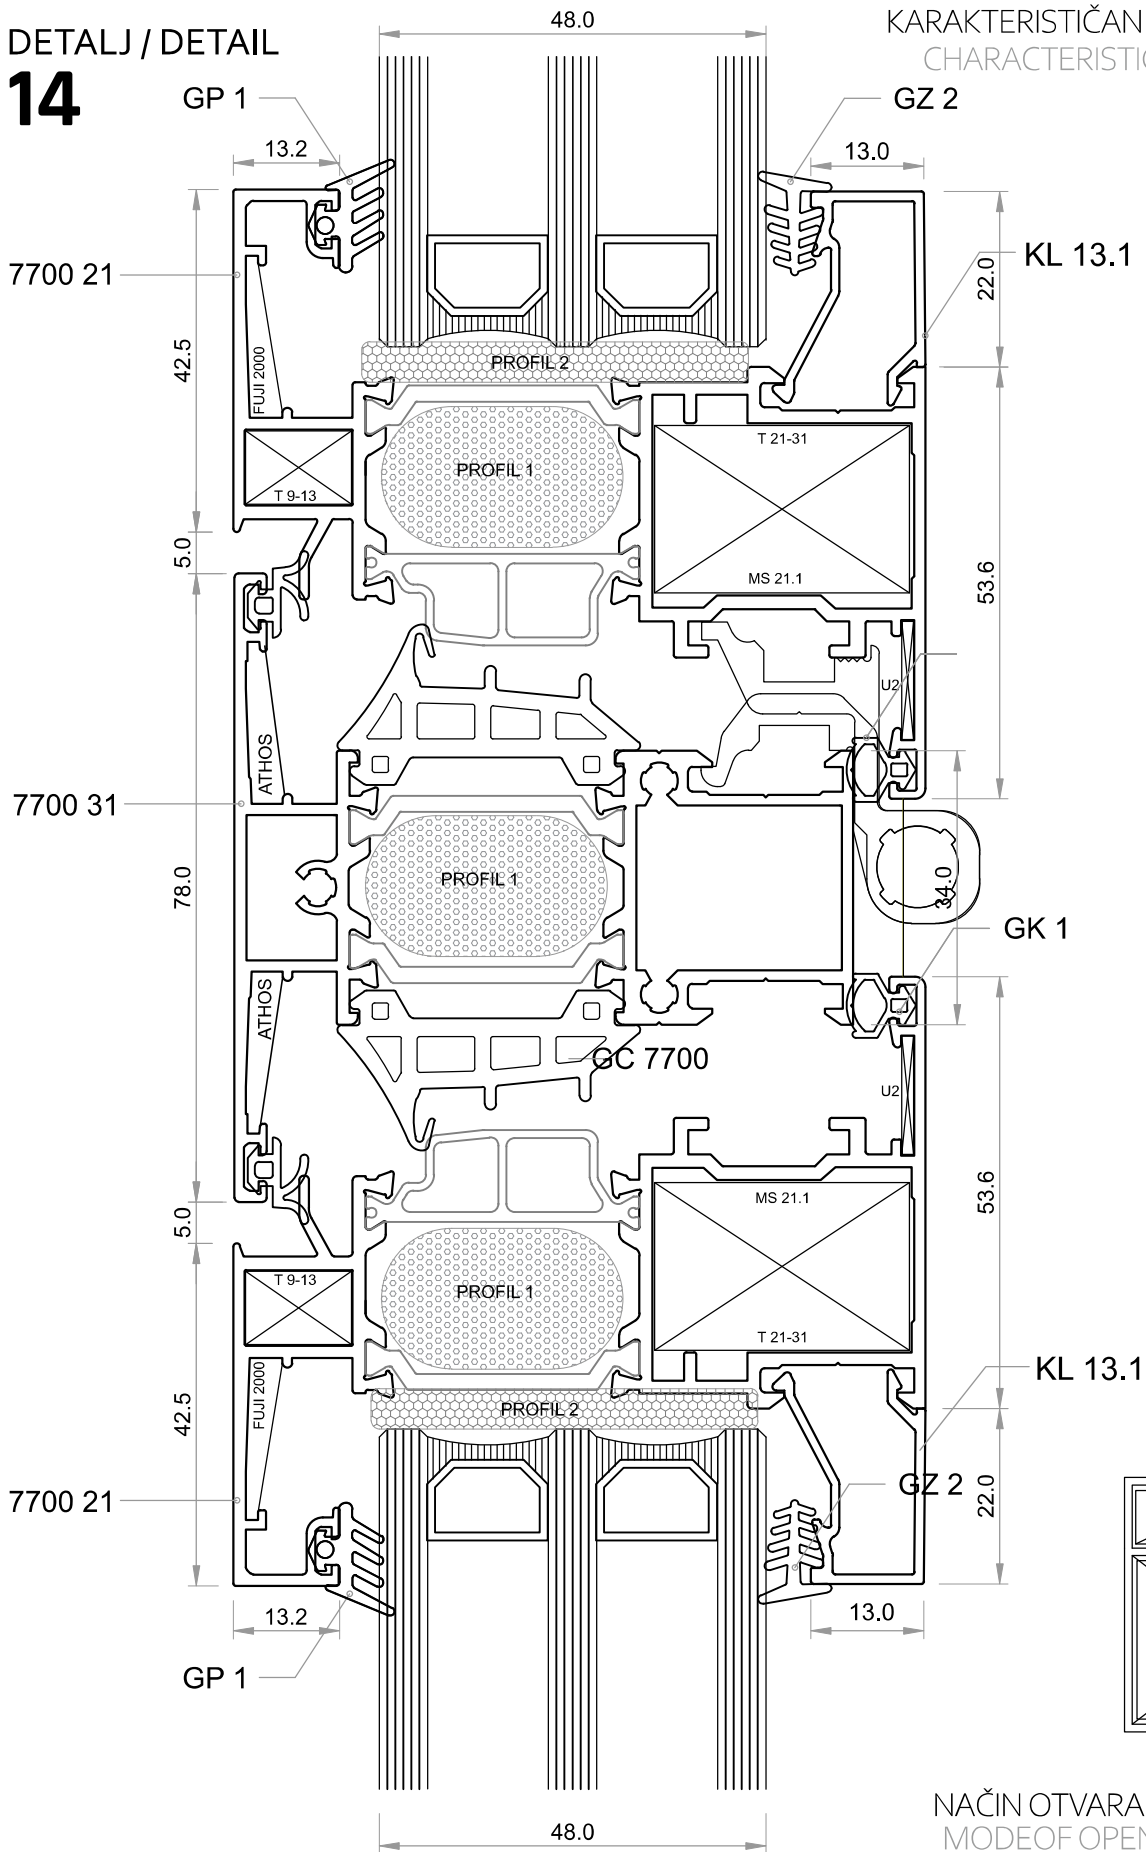 48.0
KARAKTERISTIČAN
CHARACTERISTIC
DETALJ / DETAIL
14
GP 1
GZ 2
13.2
13.0
7700 21
KL 13.1
22.0
42.5
FUJI 2000
PROFIL 2
PROFIL 1
T 21-31
T 9-13
5.0
MS 21.1
53.6
U2
ATHOS
7700 31
78.0
PROFIL 1
34.0
GK 1
ATHOS
GC 7700
U2
5.0
MS 21.1
53.6
T 9-13
PROFIL 1
T 21-31
FUJI 2000
42.5
PROFIL 2
KL 13.1
7700 21
GZ 2
22.0
13.2
13.0
GP 1
NAČIN OTVARA
MODEOF OPEN
48.0